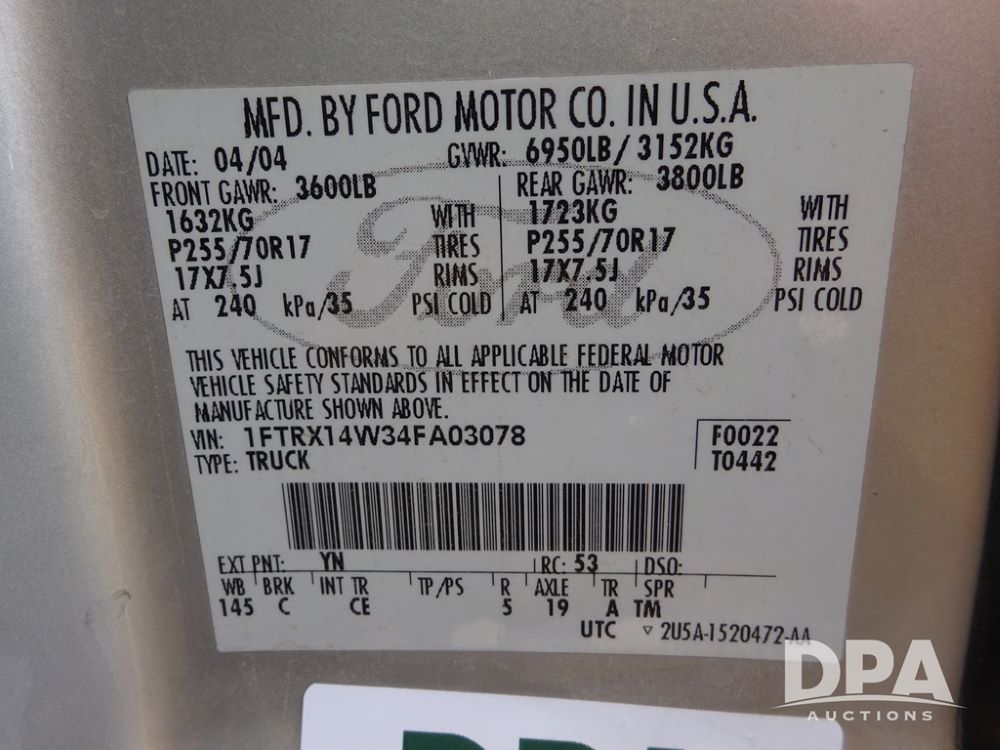 MFD. BY FORD MOTOR CO. IN U.S.A.
DATE: 04/04 GVWR: 6950LB/ 3152KG
FRONT GAWR: 3600LB REAR GAWR: 3800LB
1632KG WITH 1723KG WITH
P255/70R17 TIRES P255/70R17 TIRES
17X7.5J RIMS 17X7.5J RIMS
AT 240 kPa/35 PSI COLD AT 240 kPa/35 PSI COLD
Ford
THIS VEHICLE CONFORMS TO ALL APPLICABLE FEDERAL MOTOR
VEHICLE SAFETY STANDARDS IN EFFECT ON THE DATE OF
MANUFACTURE SHOWN ABOVE.
VIN: 1FTRX14W34FA03078 F0022
TYPE: TRUCK T0442
EXT PNT: YN RC: 53 DSO:
WB BRK INT TR TP/PS R AXLE TR SPR
145 C CE 5 19 A TM
UTC ▽ 2U5A-1520472-AA
DPA
AUCTIONS
DPA